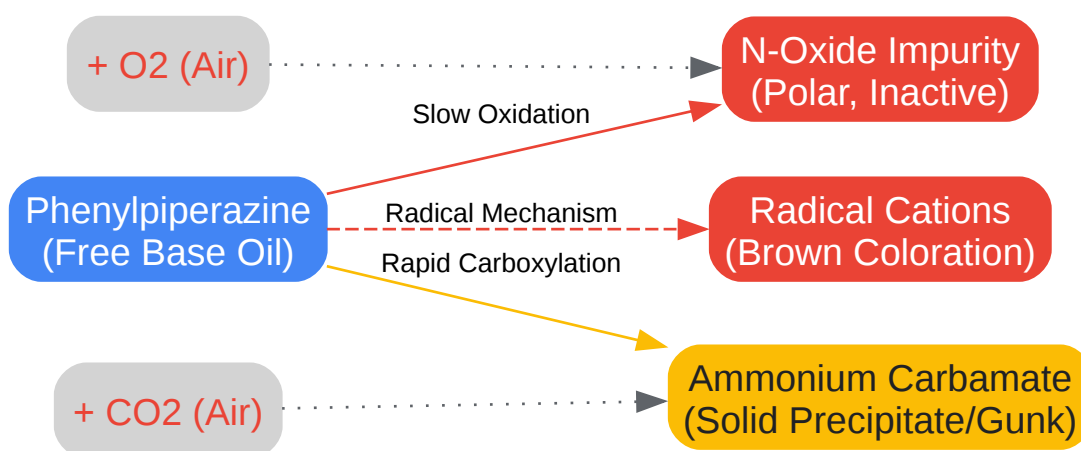 + O2 (Air)
N-Oxide Impurity
(Polar, Inactive)
Slow Oxidation
Phenylpiperazine
(Free Base Oil)
Radical Mechanism
Radical Cations
(Brown Coloration)
Rapid Carboxylation
+ CO2 (Air)
Ammonium Carbamate
(Solid Precipitate/Gunk)